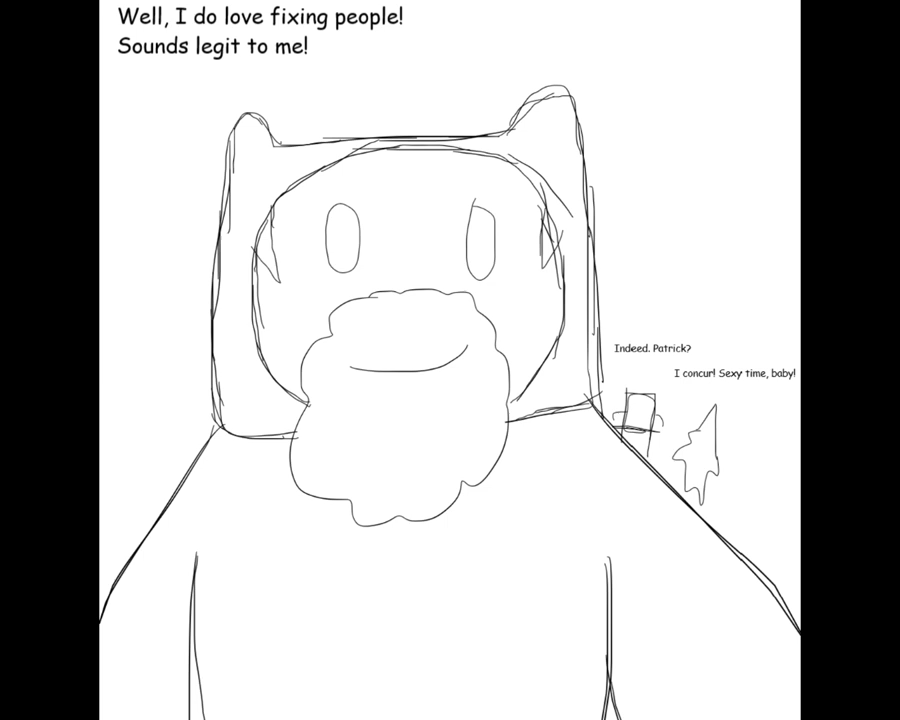 Well, I do love fixing people!
Sounds legit to me!
Indeed. Patrick?
I concur! Sexy time, baby!